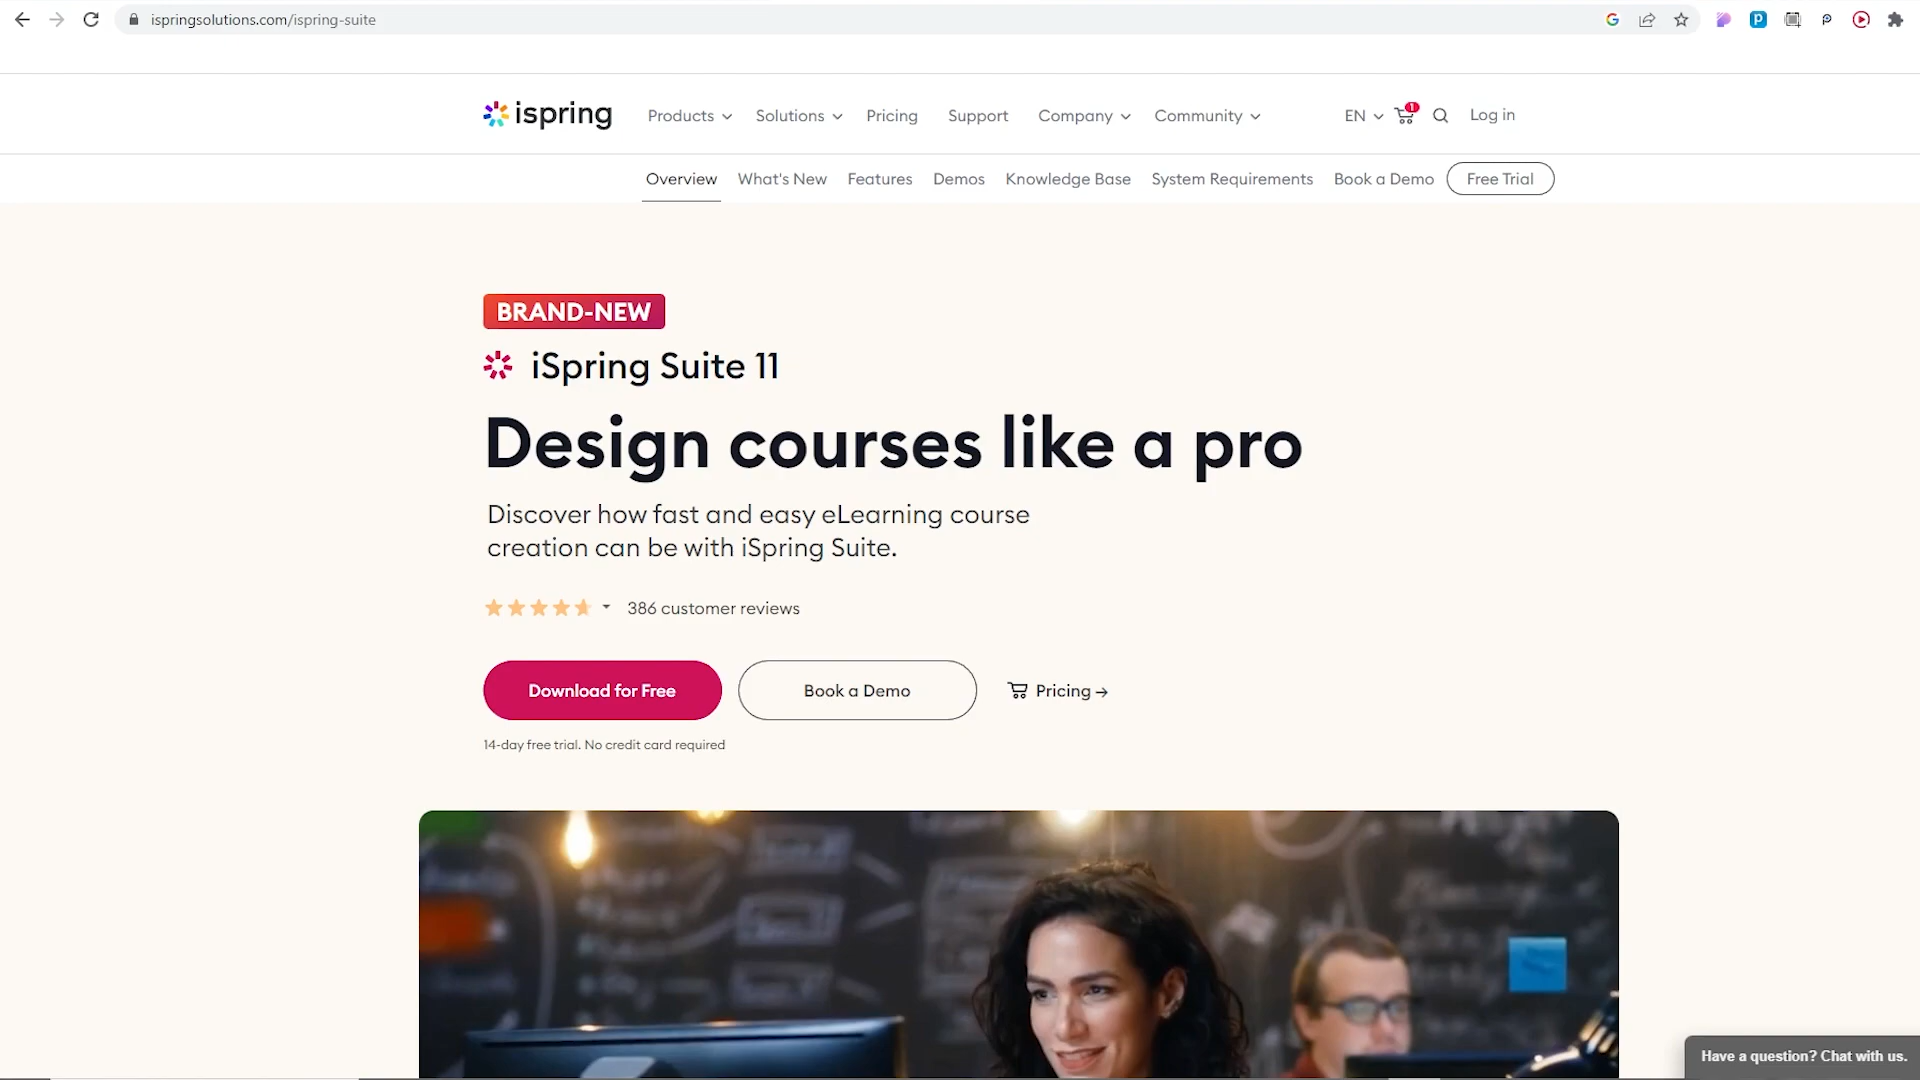 ispringsolutions.com/ispring-suite
ispring Products Solutions Pricing Support Company Community EN 1 Log in
Overview What's New Features Demos Knowledge Base System Requirements Book a Demo Free Trial
BRAND-NEW
iSpring Suite 11
Design courses like a pro
Discover how fast and easy eLearning course
creation can be with iSpring Suite.
386 customer reviews
Download for Free Book a Demo Pricing →
14-day free trial. No credit card required
Have a question? Chat with us.